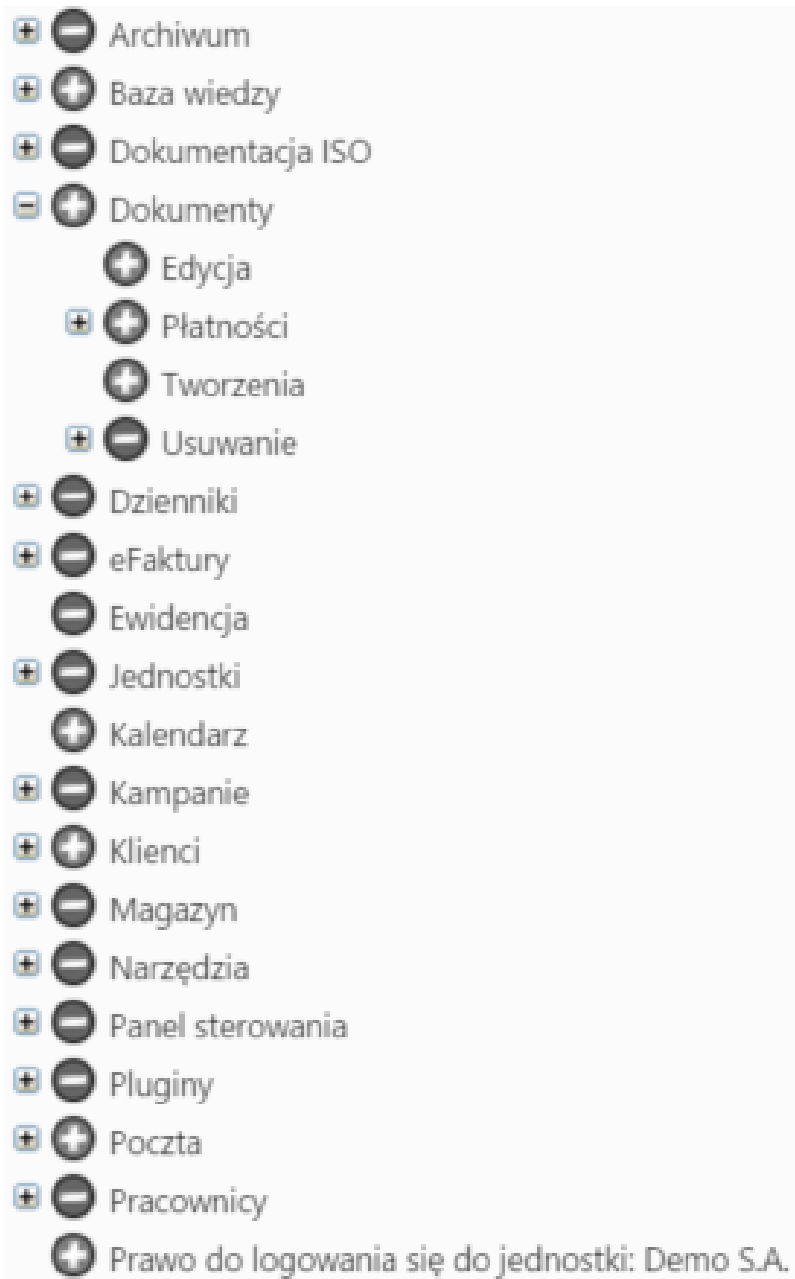 Archiwum
Baza wiedzy
Dokumentacja ISO
Dokumenty
Edycja
Płatności
Tworzenia
Usuwanie
Dzienniki
eFaktury
Ewidencja
Jednostki
Kalendarz
Kampanie
Klienci
Magazyn
Narzędzia
Panel sterowania
Pluginy
Poczta
Pracownicy
Prawo do logowania się do jednostki: Demo S.A.